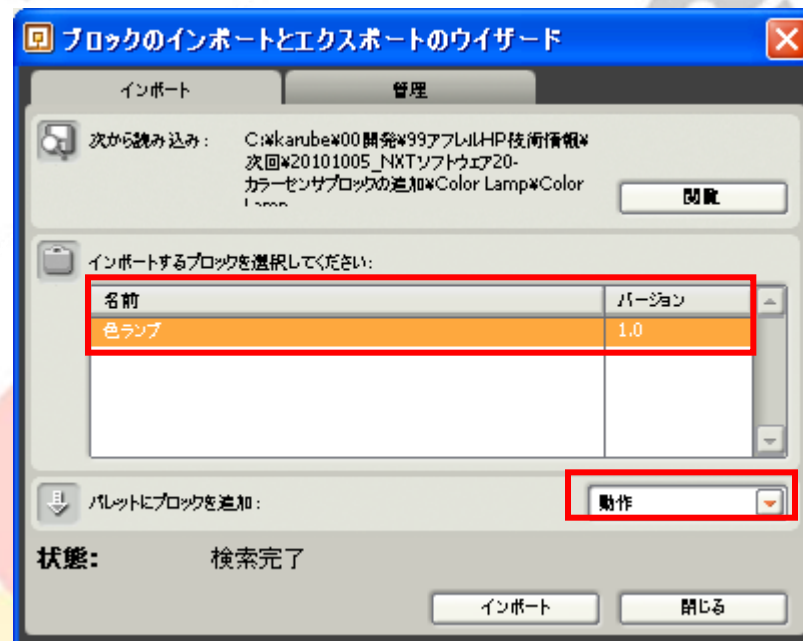 ブロックのインポートとエクスポートのウイザード
インポート
管理
次から読み込み:
C:¥karube¥00開発¥99アフレルHP技術情報¥
次回¥20101005_NXTソフトウェア20-
カラーセンサブロックの追加¥Color Lamp¥Color
Lamp
閲覧
インポートするブロックを選択してください:
名前
バージョン
色ランプ
1.0
パレットにブロックを追加:
動作
状態:
検索完了
インポート
閉じる